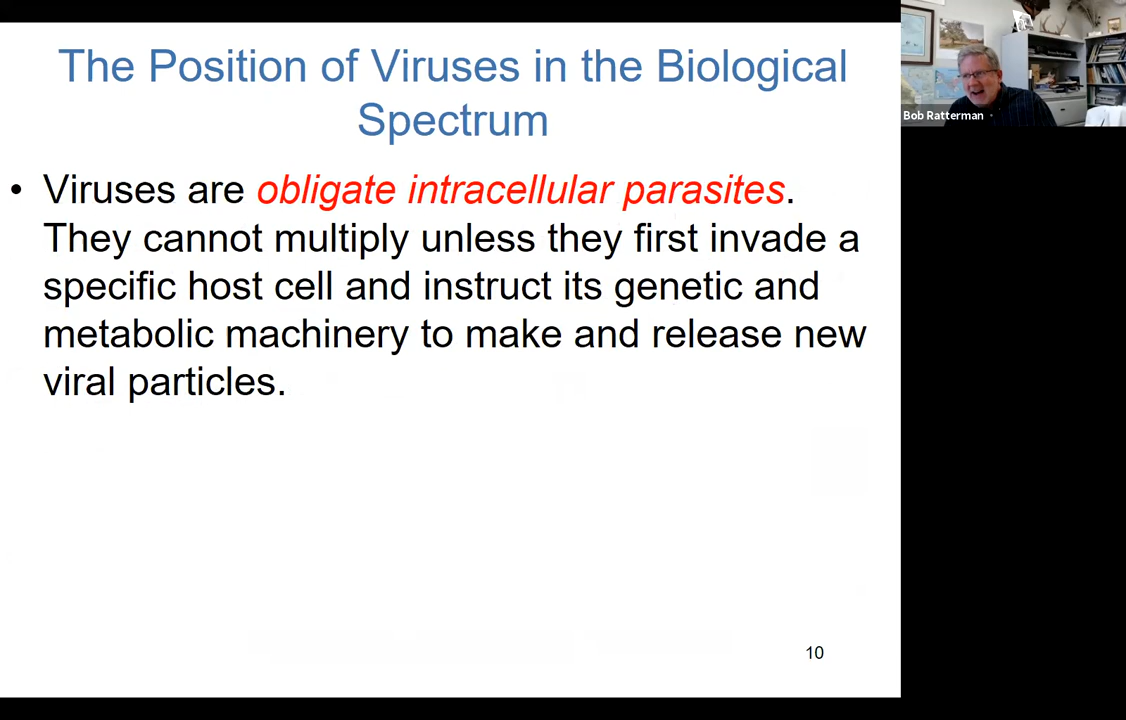 The Position of Viruses in the Biological
Spectrum
• Viruses are obligate intracellular parasites.
They cannot multiply unless they first invade a
specific host cell and instruct its genetic and
metabolic machinery to make and release new
viral particles.
10
Bob Ratterman